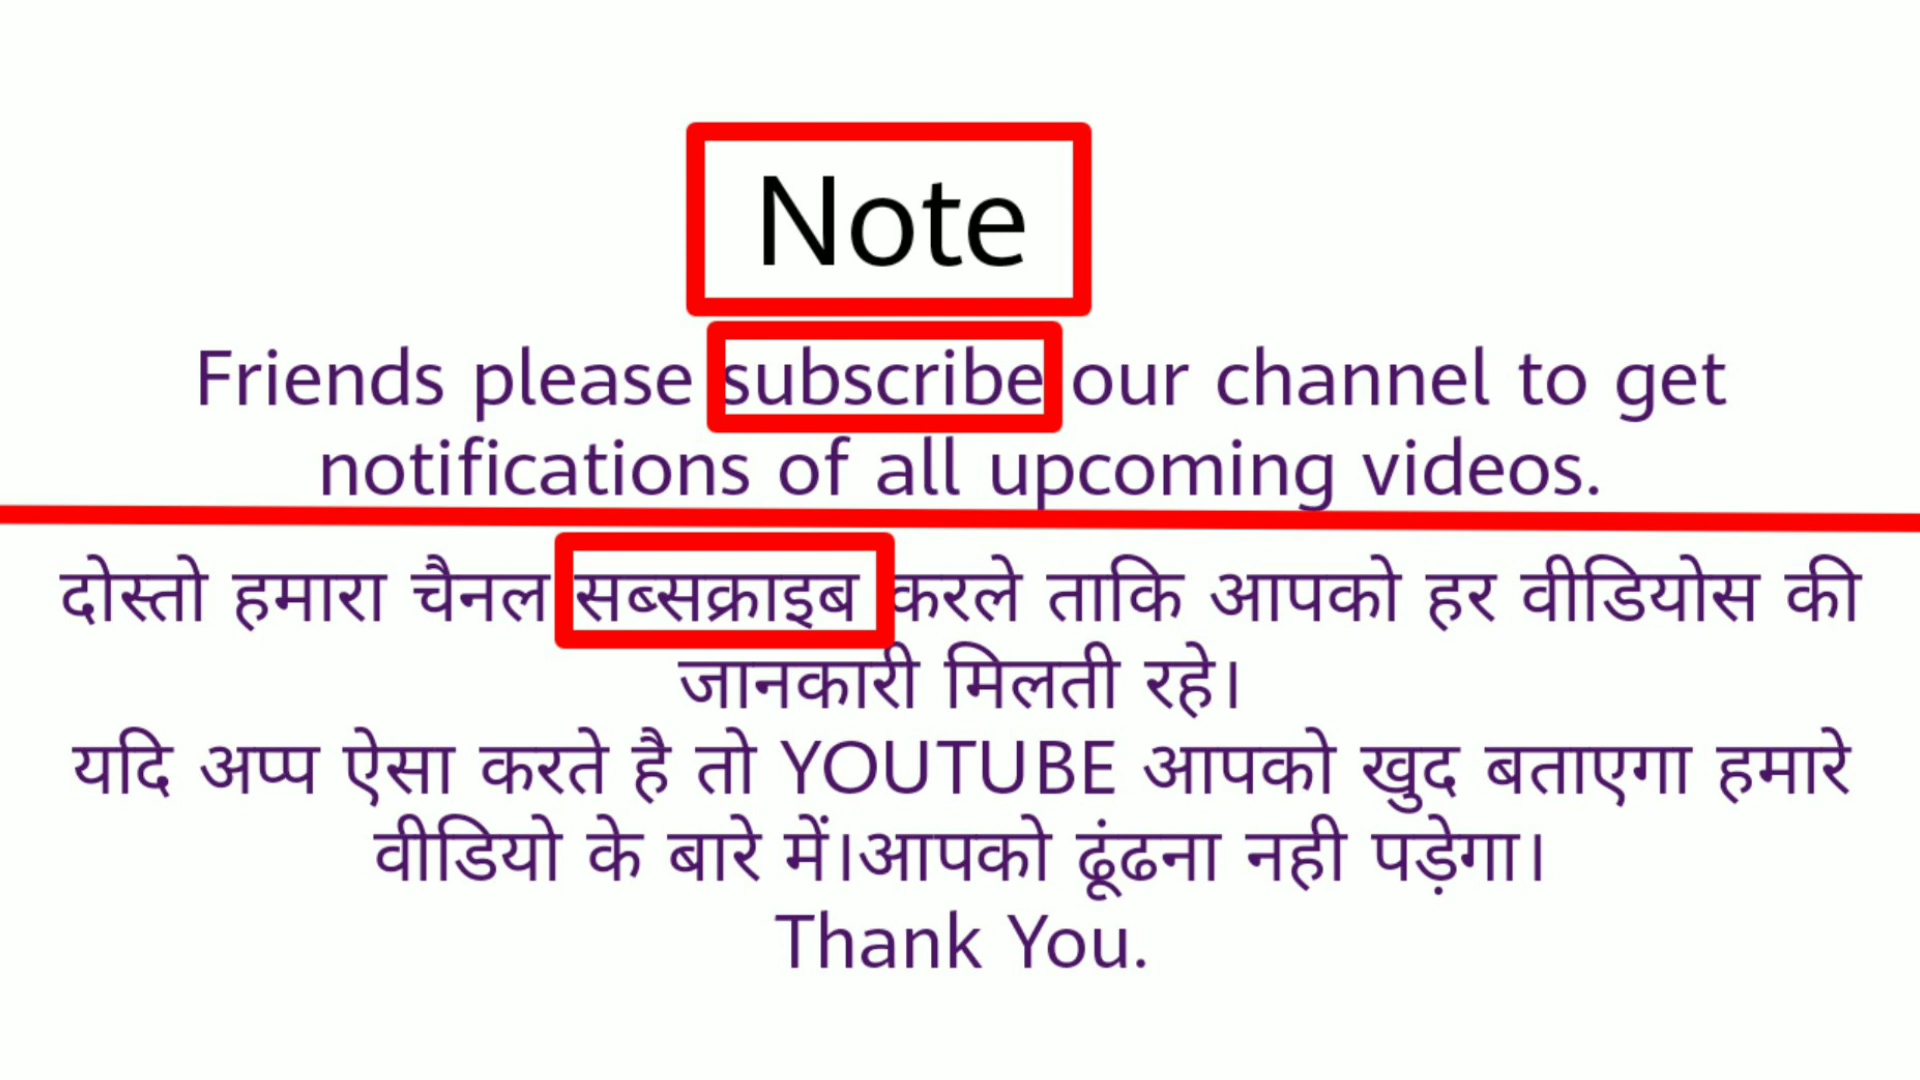 Note
Friends please subscribe our channel to get
notifications of all upcoming videos.
दोस्तो हमारा चैनल सब्सक्राइब करले ताकि आपको हर वीडियोस की
जानकारी मिलती रहे।
यदि अप्प ऐसा करते है तो YOUTUBE आपको खुद बताएगा हमारे
वीडियो के बारे में।आपको ढूंढना नही पड़ेगा।
Thank You.